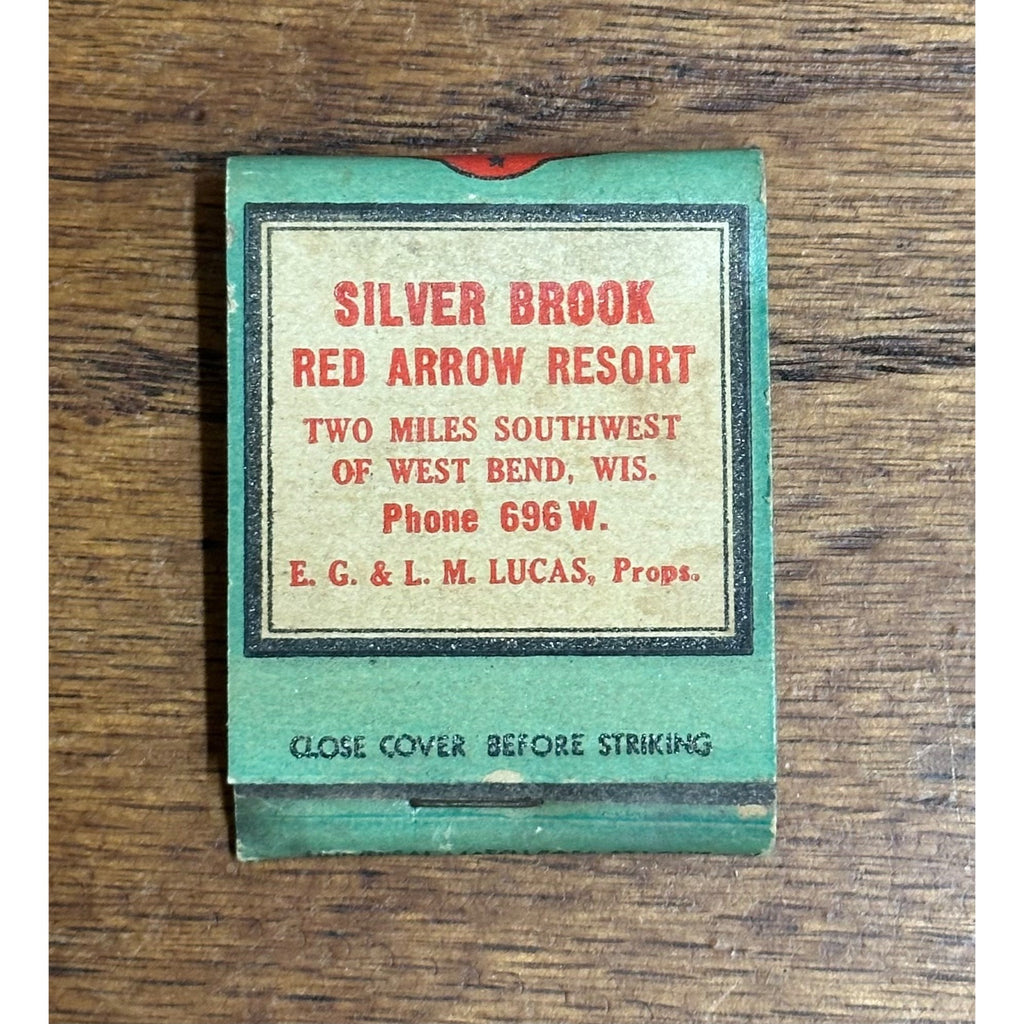 SILVER BROOK
RED ARROW RESORT
TWO MILES SOUTHWEST
OF WEST BEND, WIS.
Phone 696 W.
E. G. & L. M. LUCAS, Props.
CLOSE COVER BEFORE STRIKING